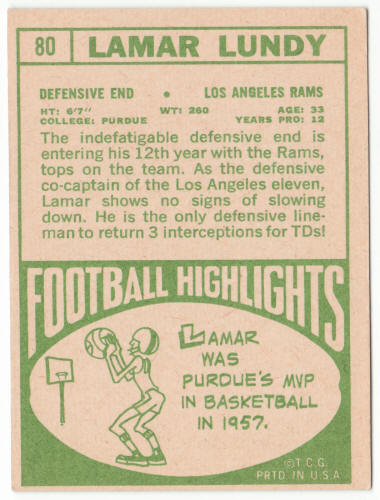 80 LAMAR LUNDY
DEFENSIVE END • LOS ANGELES RAMS
HT: 6'7" WT: 260 AGE: 33
COLLEGE: PURDUE YEARS PRO: 12
The indefatigable defensive end is
entering his 12th year with the Rams,
tops on the team. As the defensive
co-captain of the Los Angeles eleven,
Lamar shows no signs of slowing
down. He is the only defensive line-
man to return 3 interceptions for TDs!
FOOTBALL HIGHLIGHTS
LAMAR
WAS
PURDUE'S MVP
IN BASKETBALL
IN 1957.
©T.C.G.
PRTD. IN U.S.A